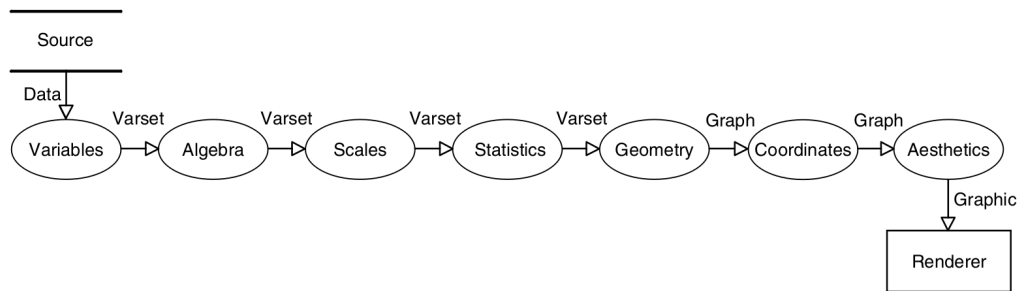 Source
Data
Varset Varset Varset Varset Graph Graph
Variables Algebra Scales Statistics Geometry Coordinates Aesthetics
Graphic
Renderer